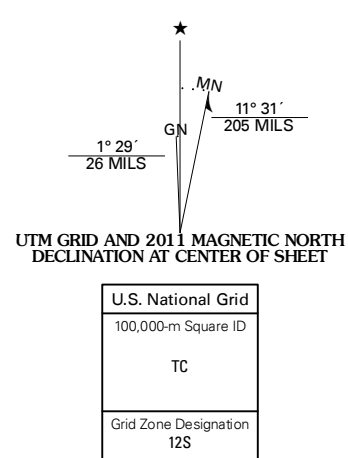 ★
MN
GN
11° 31´
205 MILS
1° 29´
26 MILS
UTM GRID AND 2011 MAGNETIC NORTH
DECLINATION AT CENTER OF SHEET
U.S. National Grid
100,000-m Square ID
TC
Grid Zone Designation
12S